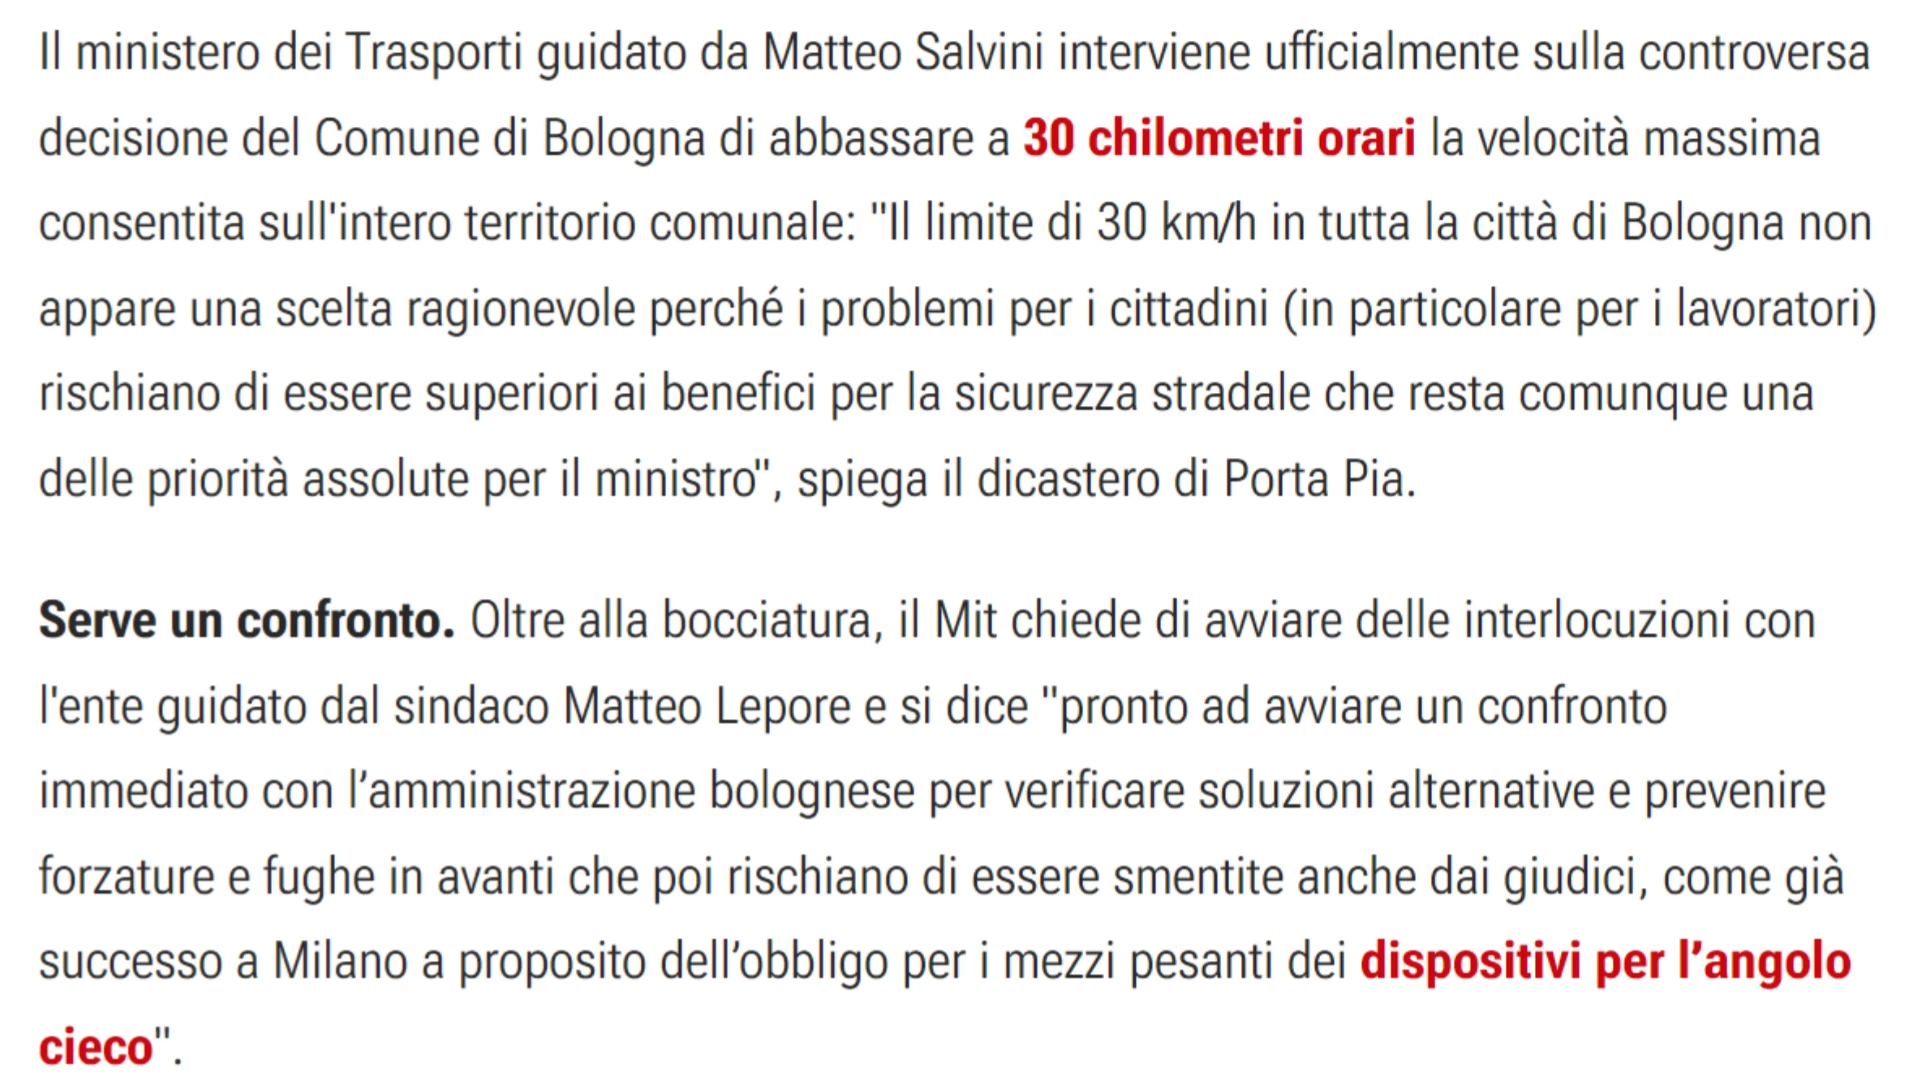 Il ministero dei Trasporti guidato da Matteo Salvini interviene ufficialmente sulla controversa
decisione del Comune di Bologna di abbassare a 30 chilometri orari la velocità massima
consentita sull'intero territorio comunale: "Il limite di 30 km/h in tutta la città di Bologna non
appare una scelta ragionevole perché i problemi per i cittadini (in particolare per i lavoratori)
rischiano di essere superiori ai benefici per la sicurezza stradale che resta comunque una
delle priorità assolute per il ministro", spiega il dicastero di Porta Pia.
Serve un confronto. Oltre alla bocciatura, il Mit chiede di avviare delle interlocuzioni con
l'ente guidato dal sindaco Matteo Lepore e si dice "pronto ad avviare un confronto
immediato con l’amministrazione bolognese per verificare soluzioni alternative e prevenire
forzature e fughe in avanti che poi rischiano di essere smentite anche dai giudici, come già
successo a Milano a proposito dell’obbligo per i mezzi pesanti dei dispositivi per l’angolo
cieco".